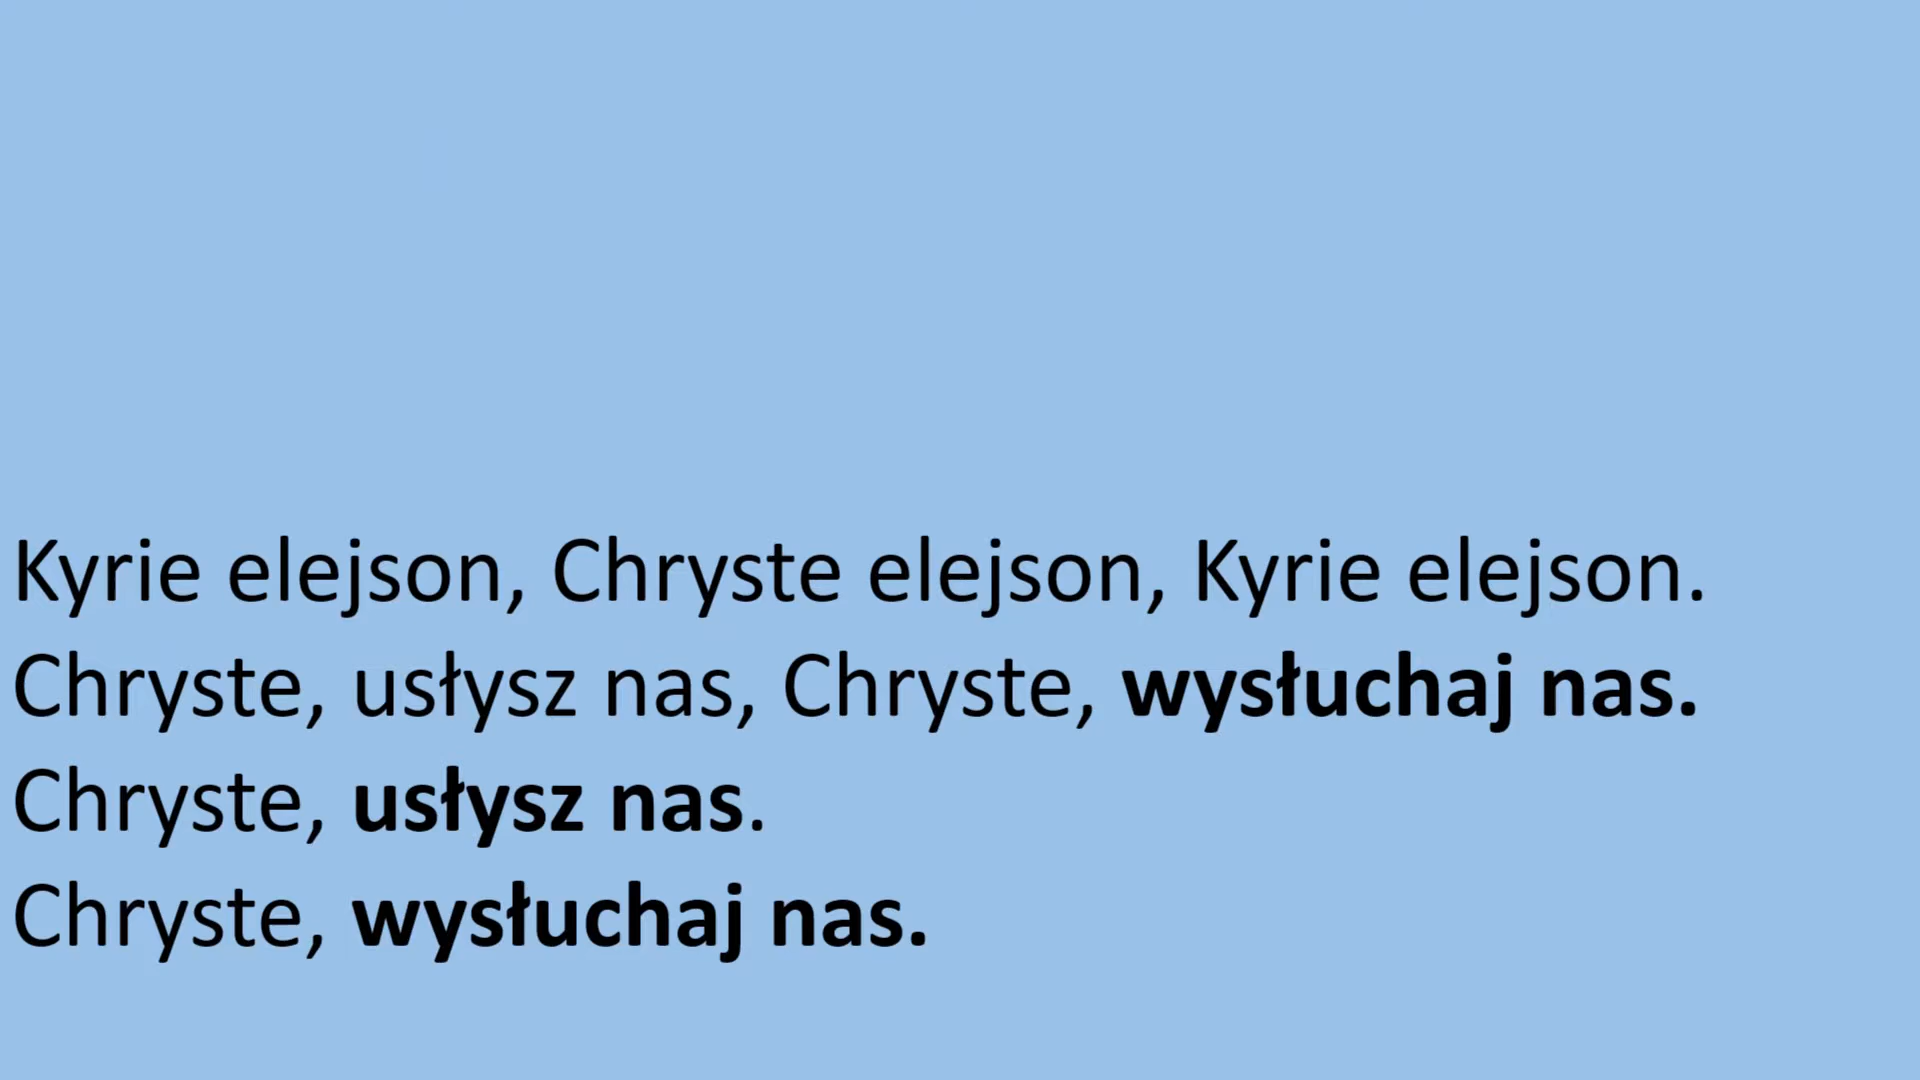 Kyrie elejson, Chryste elejson, Kyrie elejson.
Chryste, usłysz nas, Chryste, wysłuchaj nas.
Chryste, usłysz nas.
Chryste, wysłuchaj nas.